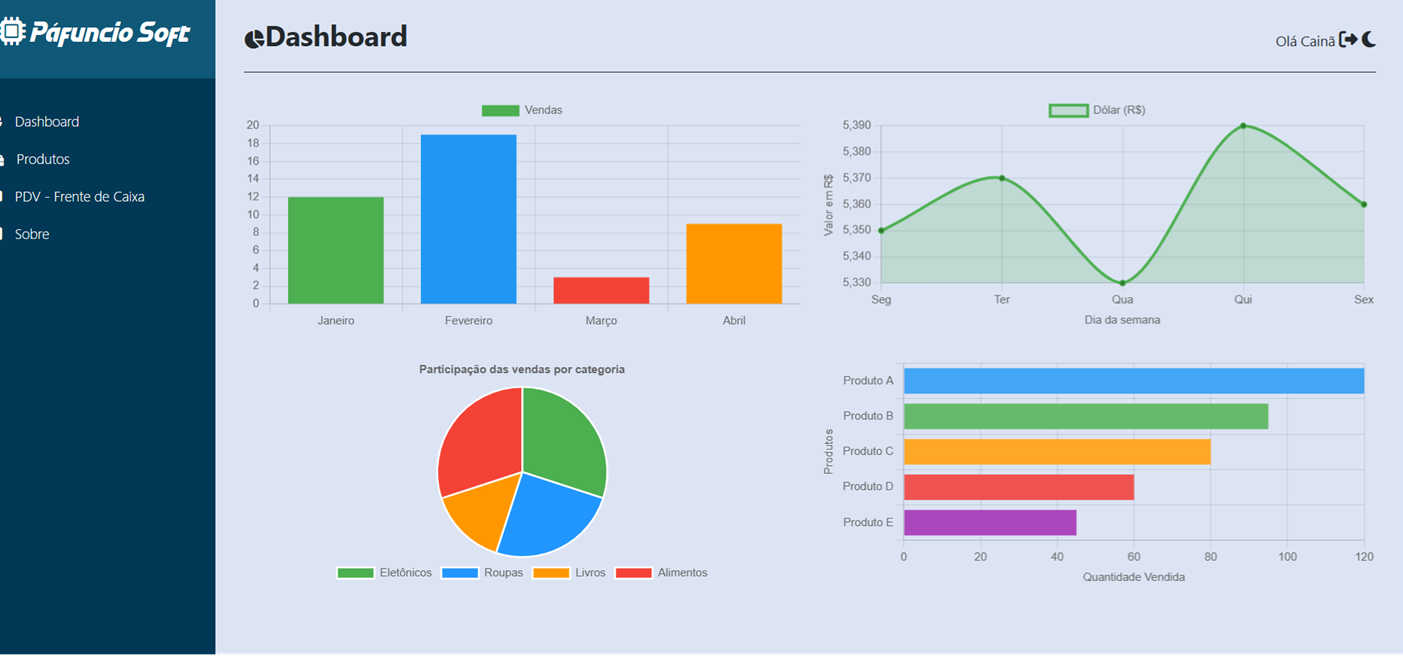 Páfuncio Soft
Dashboard
Produtos
PDV - Frente de Caixa
Sobre
Dashboard
Olá Cainã
Vendas
20
18
16
14
12
10
8
6
4
2
0
Janeiro Fevereiro Março Abril
Dólar (R$)
Valor em R$
5,390
5,380
5,370
5,360
5,350
5,340
5,330
Seg Ter Qua Qui Sex
Dia da semana
Participação das vendas por categoria
Eletônicos Roupas Livros Alimentos
Produtos
Produto A
Produto B
Produto C
Produto D
Produto E
0 20 40 60 80 100 120
Quantidade Vendida